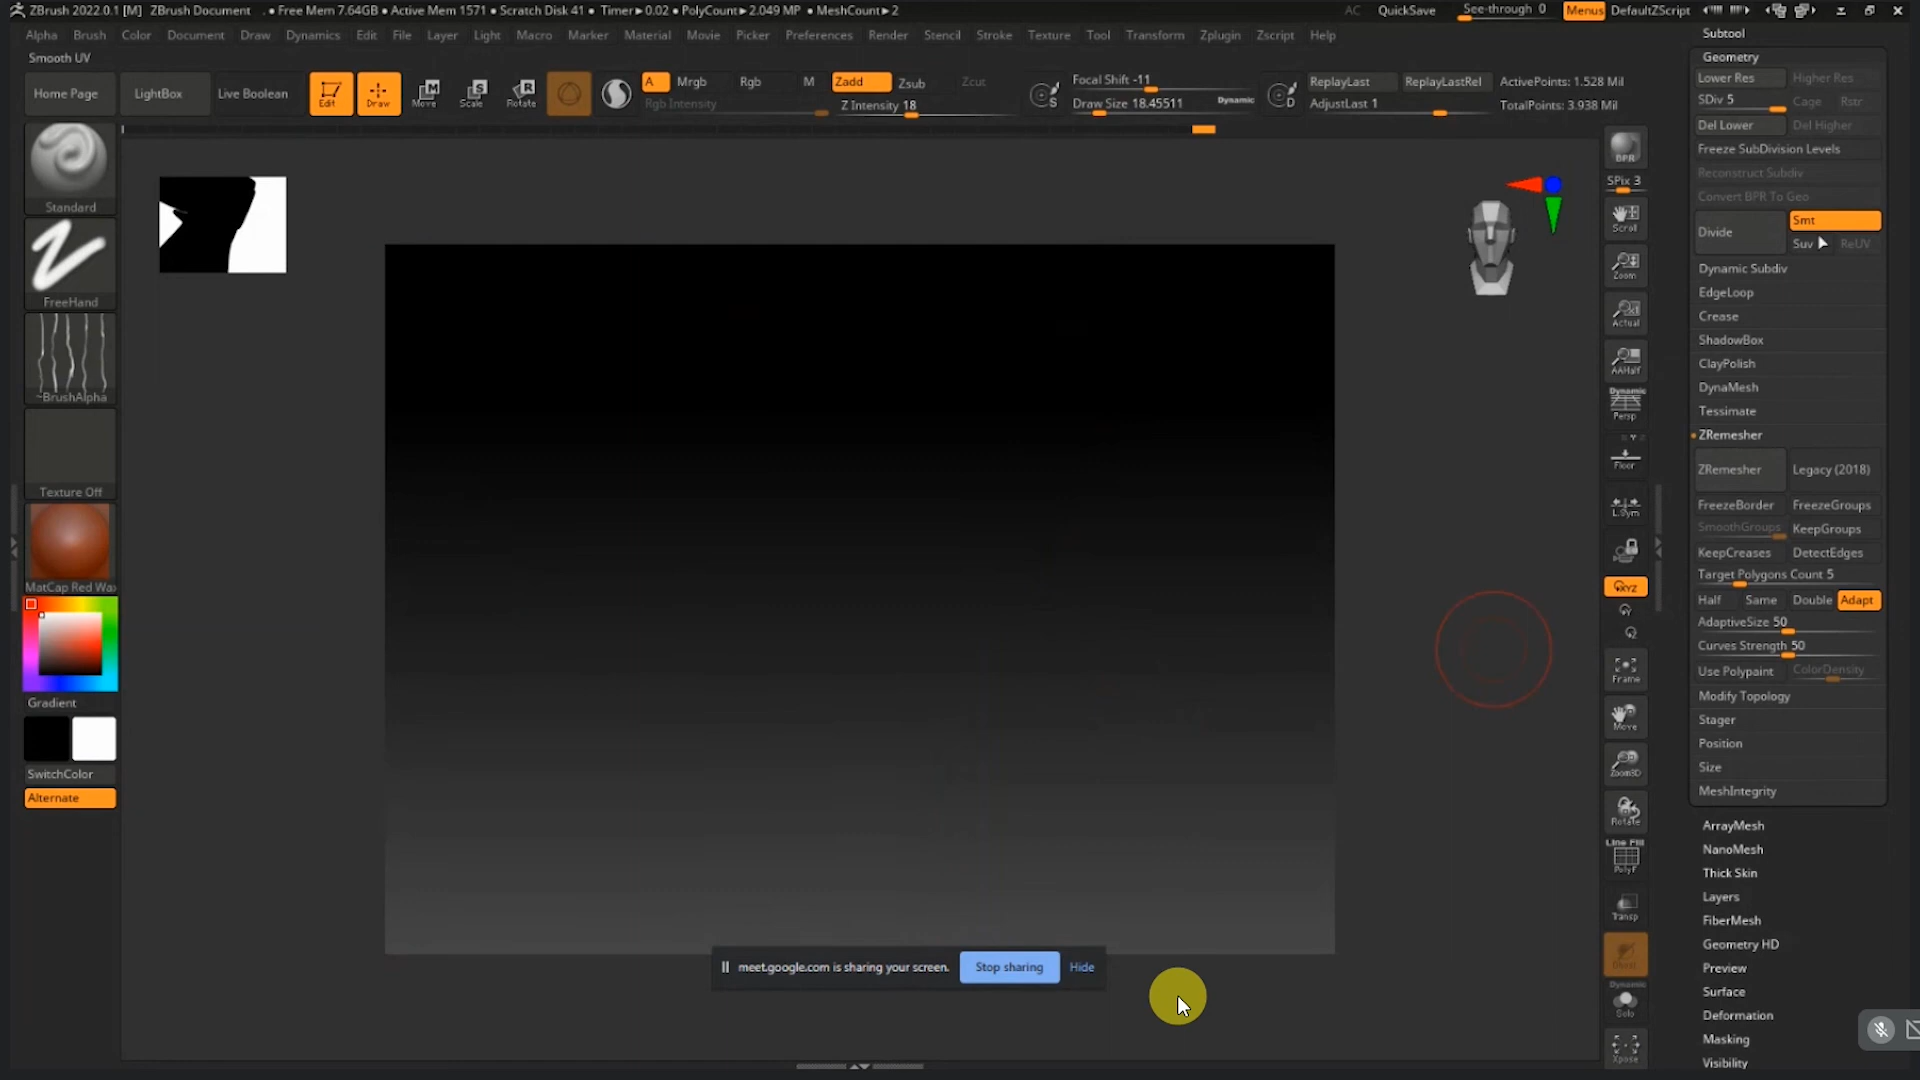 ZBrush 2022.0.1 [M] ZBrush Document . • Free Mem 7.64GB • Active Mem 1571 • Scratch Disk 41 • Timer▸0.02 • PolyCount▸2.049 MP • MeshCount▸2 AC QuickSave See-through 0 Menus DefaultZScript
Alpha Brush Color Document Draw Dynamics Edit File Layer Light Macro Marker Material Movie Picker Preferences Render Stencil Stroke Texture Tool Transform Zplugin Zscript Help
Smooth UV
Home Page LightBox Live Boolean Edit Draw Move Scale Rotate A Mrgb Rgb M Zadd Zsub Zcut
Rgb Intensity Z Intensity 18
Focal Shift -11
Draw Size 18.45511 Dynamic
ReplayLast ReplayLastRel ActivePoints: 1.528 Mil
AdjustLast 1 TotalPoints: 3.938 Mil
Standard
FreeHand
~BrushAlpha
Texture Off
MatCap Red Wax
Gradient
SwitchColor
Alternate
meet.google.com is sharing your screen. Stop sharing Hide
BPR
SPix 3
Scroll
Zoom
Actual
AAHalf
Dynamic
Persp
Floor
L.Sym
XYZ
Frame
Move
Zoom3D
Rotate
Line Fill
PolyF
Transp
Ghost
Dynamic
Solo
Xpose
Subtool
Geometry
Lower Res Higher Res
SDiv 5 Cage Rstr
Del Lower Del Higher
Freeze SubDivision Levels
Reconstruct Subdiv
Convert BPR To Geo
Divide Smt
Suv ReUV
Dynamic Subdiv
EdgeLoop
Crease
ShadowBox
ClayPolish
DynaMesh
Tessimate
ZRemesher
ZRemesher Legacy (2018)
FreezeBorder FreezeGroups
SmoothGroups KeepGroups
KeepCreases DetectEdges
Target Polygons Count 5
Half Same Double Adapt
AdaptiveSize 50
Curves Strength 50
Use Polypaint ColorDensity
Modify Topology
Stager
Position
Size
MeshIntegrity
ArrayMesh
NanoMesh
Thick Skin
Layers
FiberMesh
Geometry HD
Preview
Surface
Deformation
Masking
Visibility